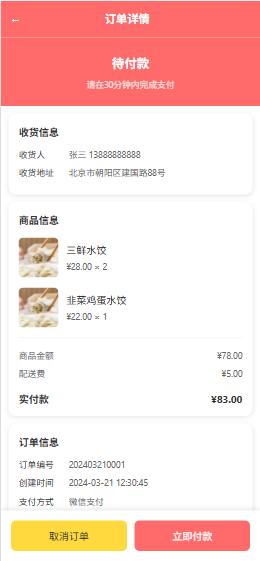 ← 订单详情
待付款
请在30分钟内完成支付
收货信息
收货人 张三 13888888888
收货地址 北京市朝阳区建国路88号
商品信息
三鲜水饺
¥28.00 × 2
韭菜鸡蛋水饺
¥22.00 × 1
商品金额 ¥78.00
配送费 ¥5.00
实付款 ¥83.00
订单信息
订单编号 202403210001
创建时间 2024-03-21 12:30:45
支付方式 微信支付
取消订单 立即付款